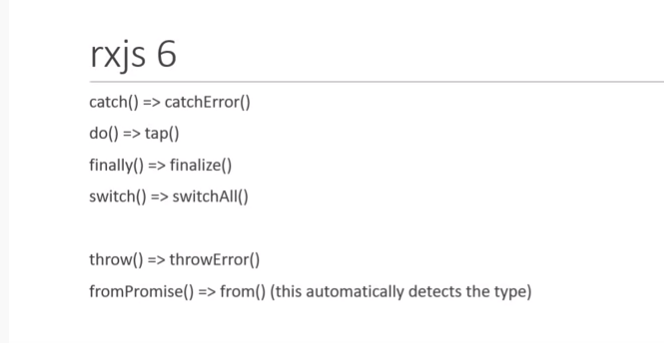 rxjs 6
catch() => catchError()
do() => tap()
finally() => finalize()
switch() => switchAll()
throw() => throwError()
fromPromise() => from() (this automatically detects the type)